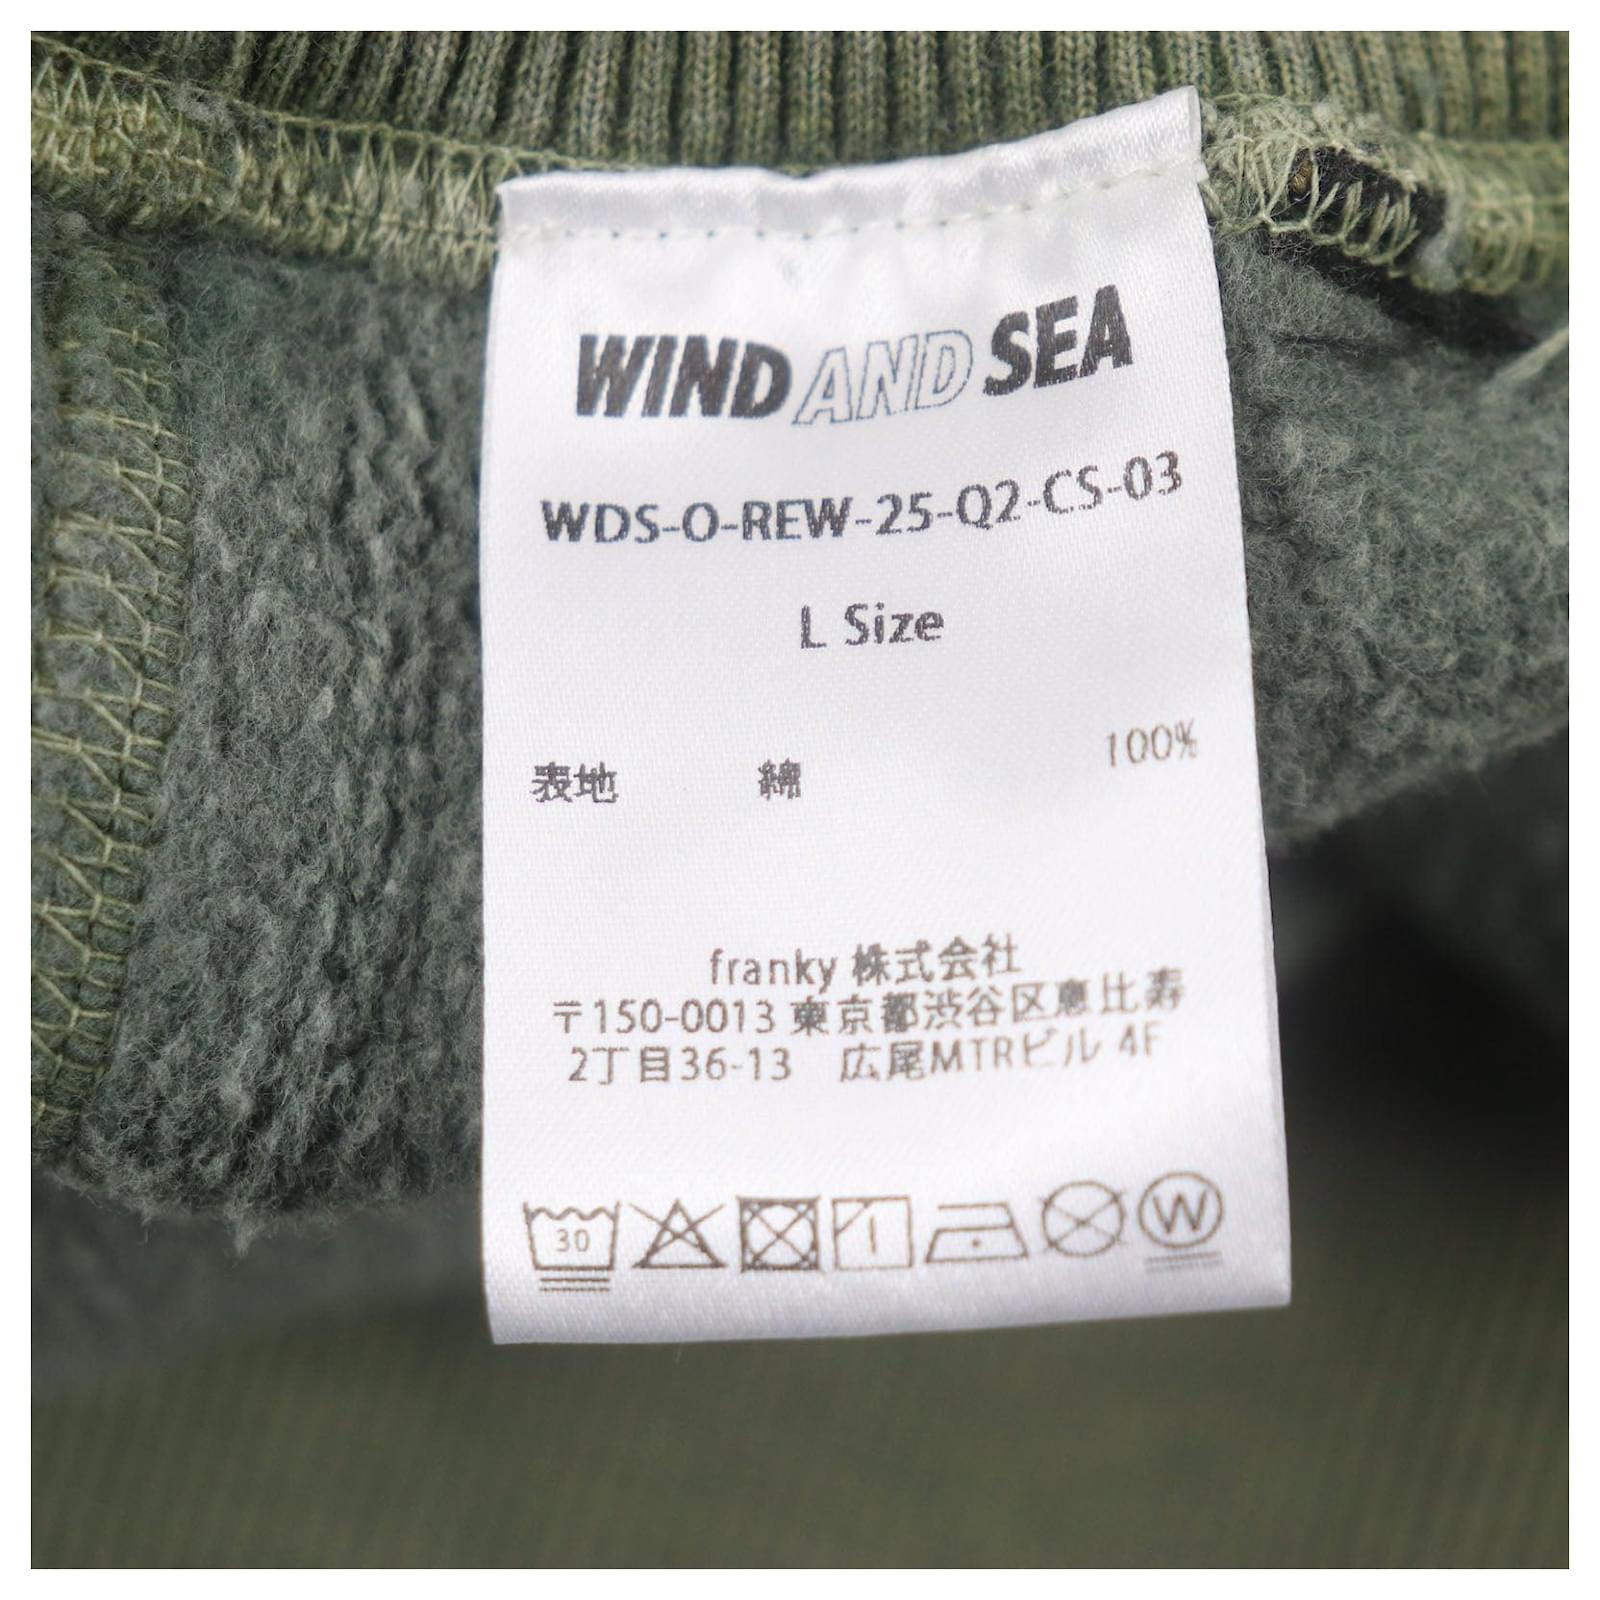 WIND AND SEA
WDS-O-REW-25-Q2-CS-03
L Size
表地 綿 100%
franky 株式会社
〒150-0013 東京都渋谷区恵比寿
2丁目36-13 広尾MTRビル 4F
30
W